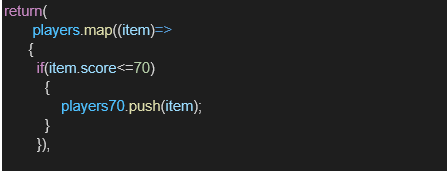 return(
players.map((item)=>
{
if(item.score<=70)
{
players70.push(item);
}
}),